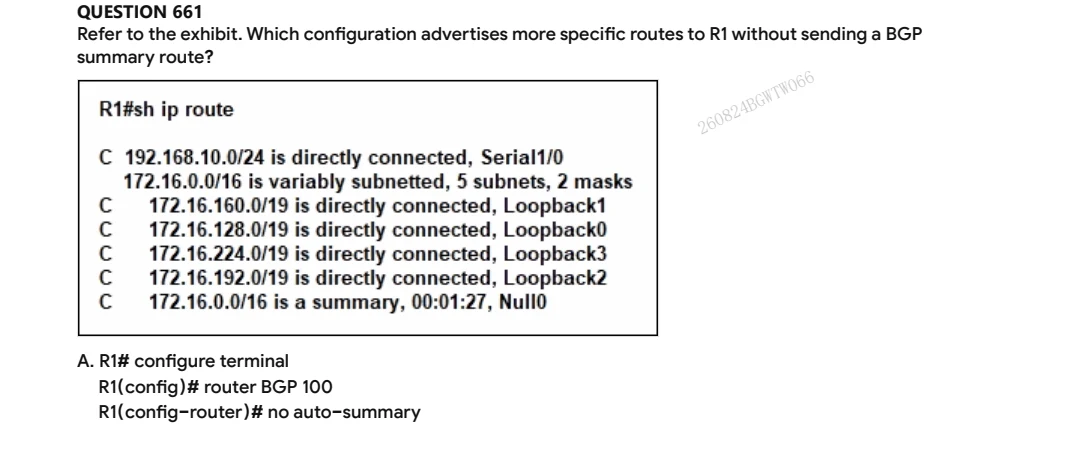 QUESTION 661
Refer to the exhibit. Which configuration advertises more specific routes to R1 without sending a BGP
summary route?
260824BGWTW066
R1#sh ip route
C 192.168.10.0/24 is directly connected, Serial1/0
172.16.0.0/16 is variably subnetted, 5 subnets, 2 masks
C 172.16.160.0/19 is directly connected, Loopback1
C 172.16.128.0/19 is directly connected, Loopback0
C 172.16.224.0/19 is directly connected, Loopback3
C 172.16.192.0/19 is directly connected, Loopback2
C 172.16.0.0/16 is a summary, 00:01:27, Null0
A. R1# configure terminal
R1(config)# router BGP 100
R1(config-router)# no auto-summary